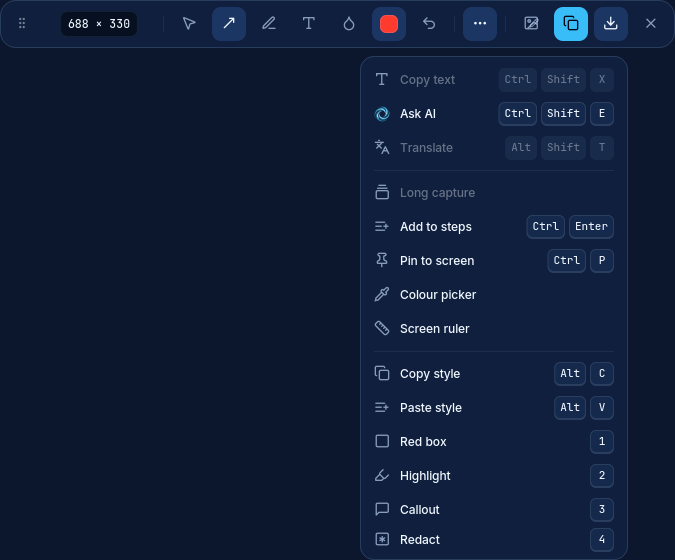 688 × 330
Copy text Ctrl Shift X
Ask AI Ctrl Shift E
Translate Alt Shift T
Long capture
Add to steps Ctrl Enter
Pin to screen Ctrl P
Colour picker
Screen ruler
Copy style Alt C
Paste style Alt V
Red box 1
Highlight 2
Callout 3
Redact 4